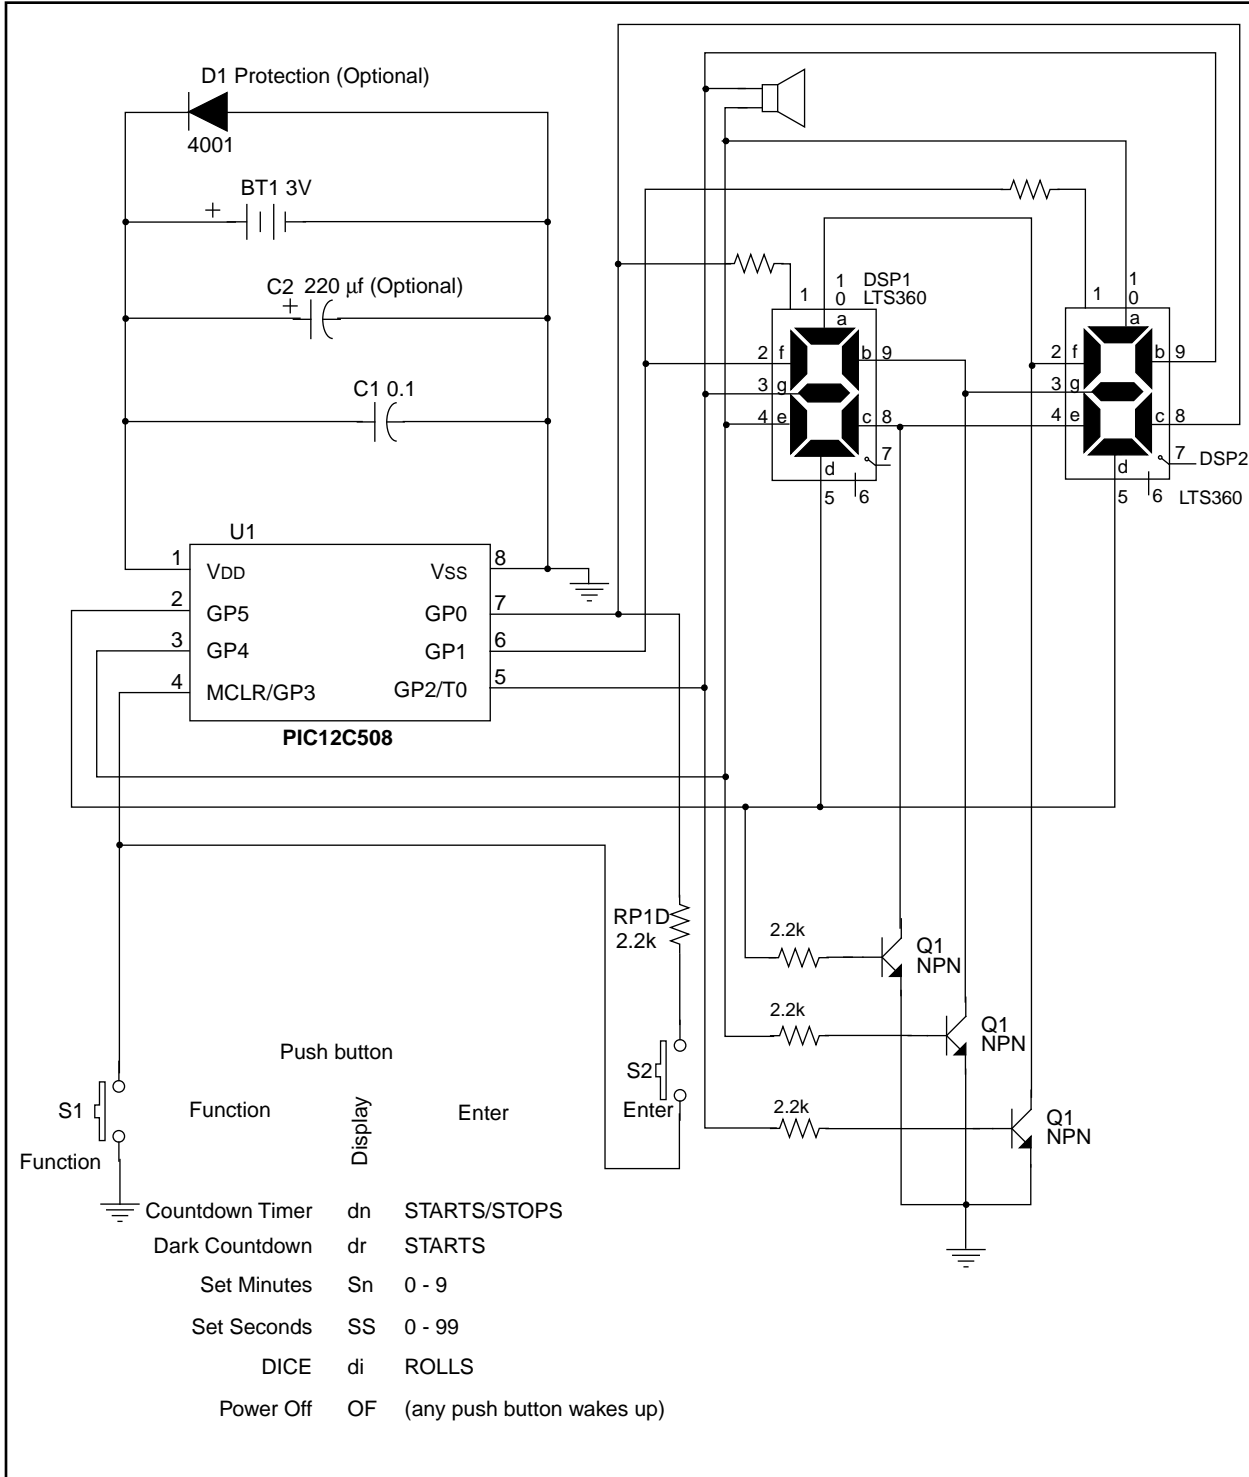 D1 Protection (Optional)
4001
BT1 3V
+
C2 220 µf (Optional)
+
C1 0.1
1 10 DSP1
LTS360
a
2 f b 9
3 g
4 e c 8
7
d
5 6
1 10
a
2 f b 9
3 g
4 e c 8
7 DSP2
d
5 6 LTS360
U1
1 VDD VSS 8
2 GP5 GP0 7
3 GP4 GP1 6
4 MCLR/GP3 GP2/T0 5
PIC12C508
RP1D
2.2k
2.2k
Q1
NPN
2.2k
Q1
NPN
2.2k
Q1
NPN
S2
Enter
S1
Function
Push button
Function Display Enter
Countdown Timer dn STARTS/STOPS
Dark Countdown dr STARTS
Set Minutes Sn 0 - 9
Set Seconds SS 0 - 99
DICE di ROLLS
Power Off OF (any push button wakes up)